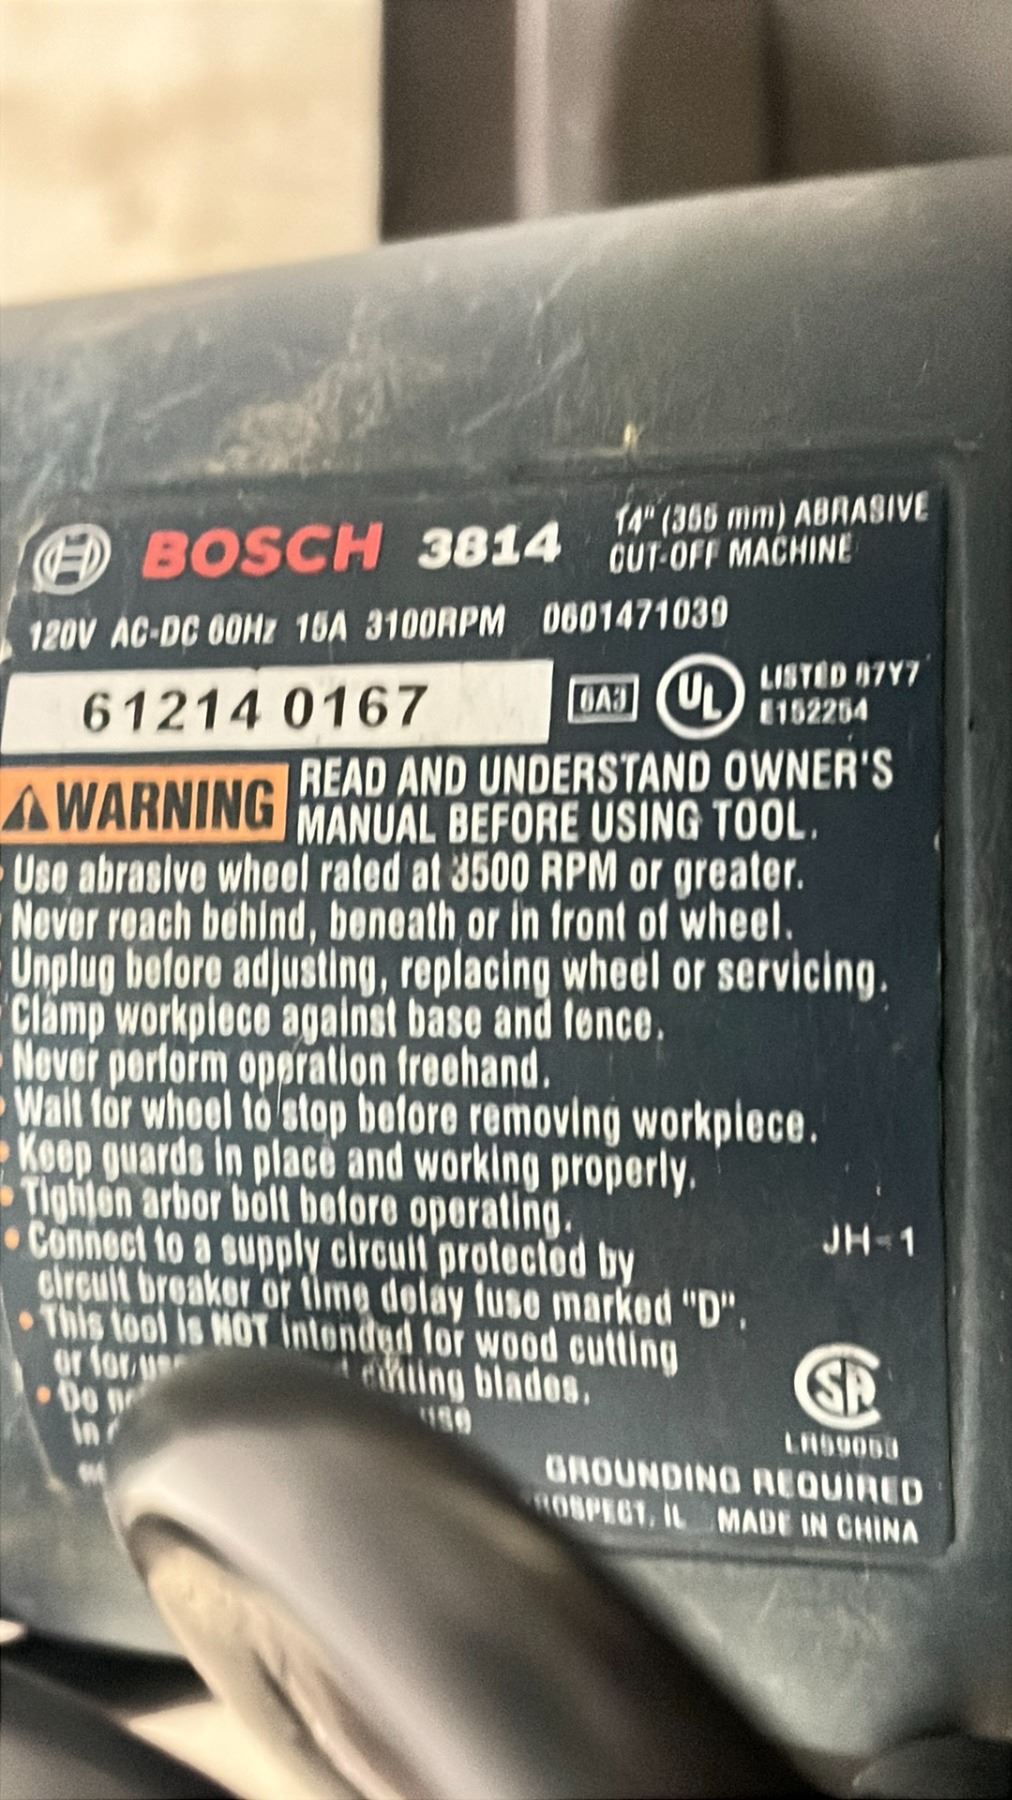 BOSCH 3814 14" (355 mm) ABRASIVE
CUT-OFF MACHINE
120V AC-DC 60Hz 15A 3100RPM 0601471039
61214 0167
LISTED 87Y7
E152254
WARNING READ AND UNDERSTAND OWNER'S
MANUAL BEFORE USING TOOL.
Use abrasive wheel rated at 3500 RPM or greater.
Never reach behind, beneath or in front of wheel.
Unplug before adjusting, replacing wheel or servicing.
Clamp workpiece against base and fence.
Never perform operation freehand.
• Wait for wheel to stop before removing workpiece.
• Keep guards in place and working properly.
• Tighten arbor bolt before operating.
• Connect to a supply circuit protected by
circuit breaker or time delay fuse marked "D".
JH-1
• This tool is NOT intended for wood cutting
or for cutting blades.
• Do
in
GROUNDING REQUIRED
IL MADE IN CHINA